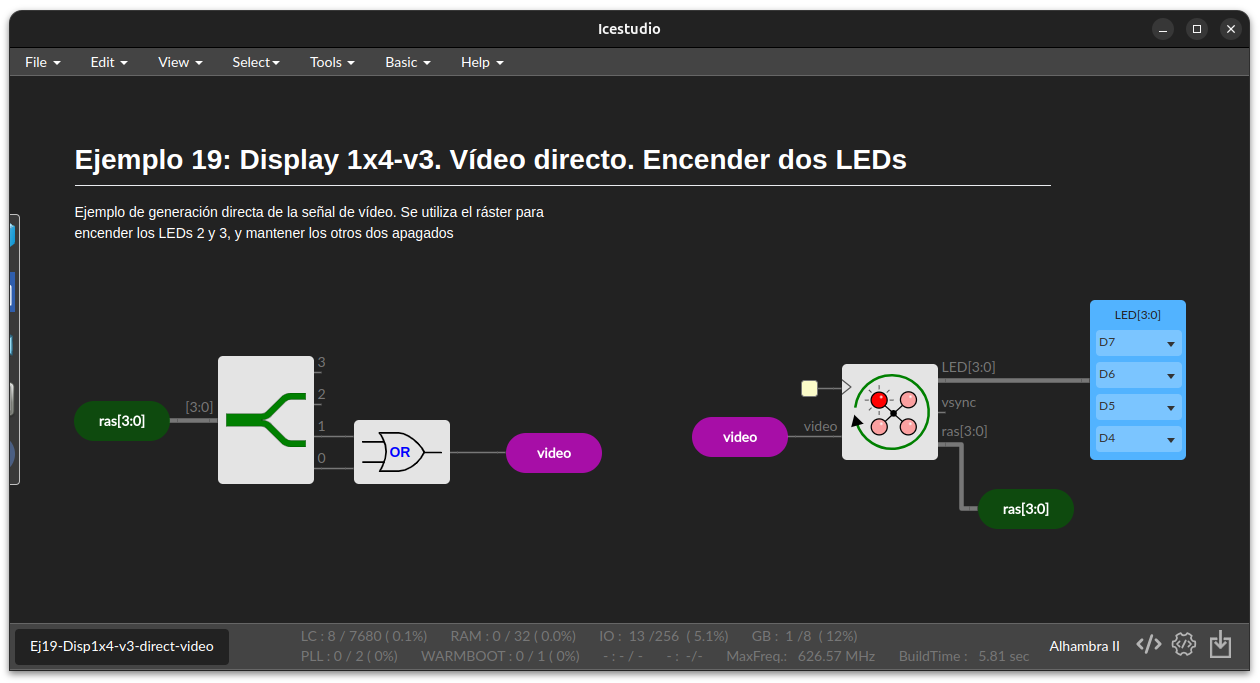 Icestudio
File Edit View Select Tools Basic Help
Ejemplo 19: Display 1x4-v3. Vídeo directo. Encender dos LEDs
Ejemplo de generación directa de la señal de vídeo. Se utiliza el ráster para
encender los LEDs 2 y 3, y mantener los otros dos apagados
ras[3:0]
[3:0]
3
2
1
0
OR
video
video
video
LED[3:0]
vsync
ras[3:0]
ras[3:0]
LED[3:0]
D7
D6
D5
D4
Ej19-Disp1x4-v3-direct-video
LC : 8 / 7680 ( 0.1%) RAM : 0 / 32 ( 0.0%) IO : 13 /256 ( 5.1%) GB : 1 /8 ( 12%)
PLL : 0 / 2 ( 0%) WARMBOOT : 0 / 1 ( 0%) - : - / - - : -/- MaxFreq.: 626.57 MHz BuildTime : 5.81 sec
Alhambra II